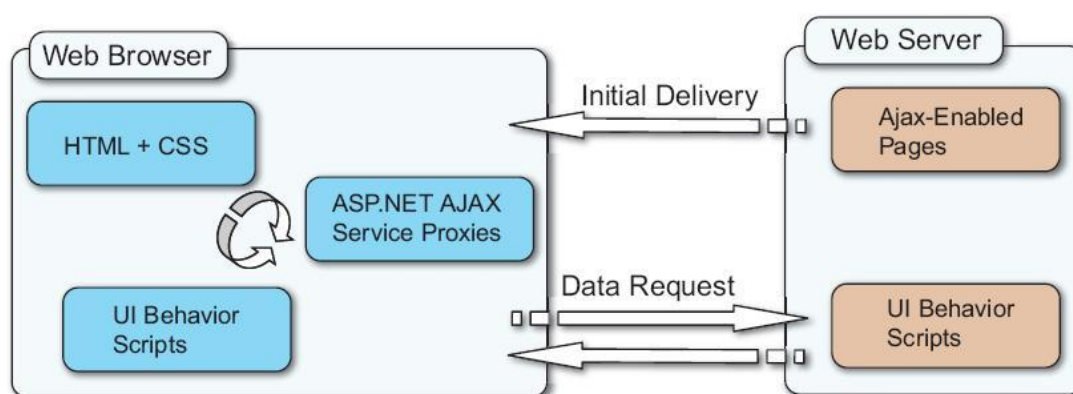 Web Browser
HTML + CSS
ASP.NET AJAX
Service Proxies
UI Behavior
Scripts
Initial Delivery
Data Request
Web Server
Ajax-Enabled
Pages
UI Behavior
Scripts